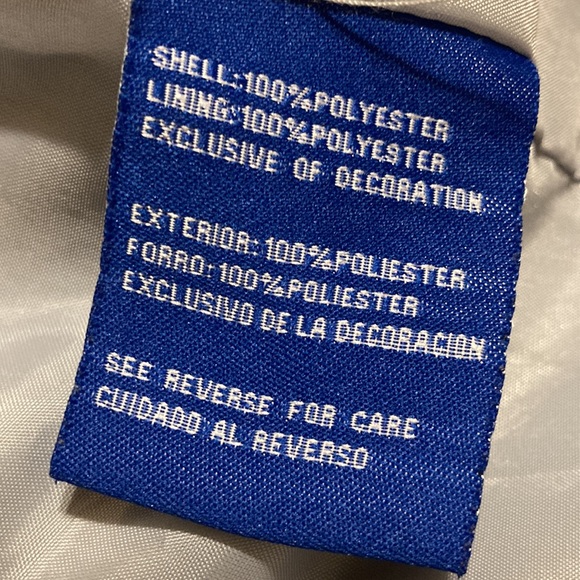 SHELL:100%POLYESTER
LINING:100%POLYESTER
EXCLUSIVE OF DECORATION
EXTERIOR:100%POLIESTER
FORRO:100%POLIESTER
EXCLUSIVO DE LA DECORACION
SEE REVERSE FOR CARE
CUIDADO AL REVERSO